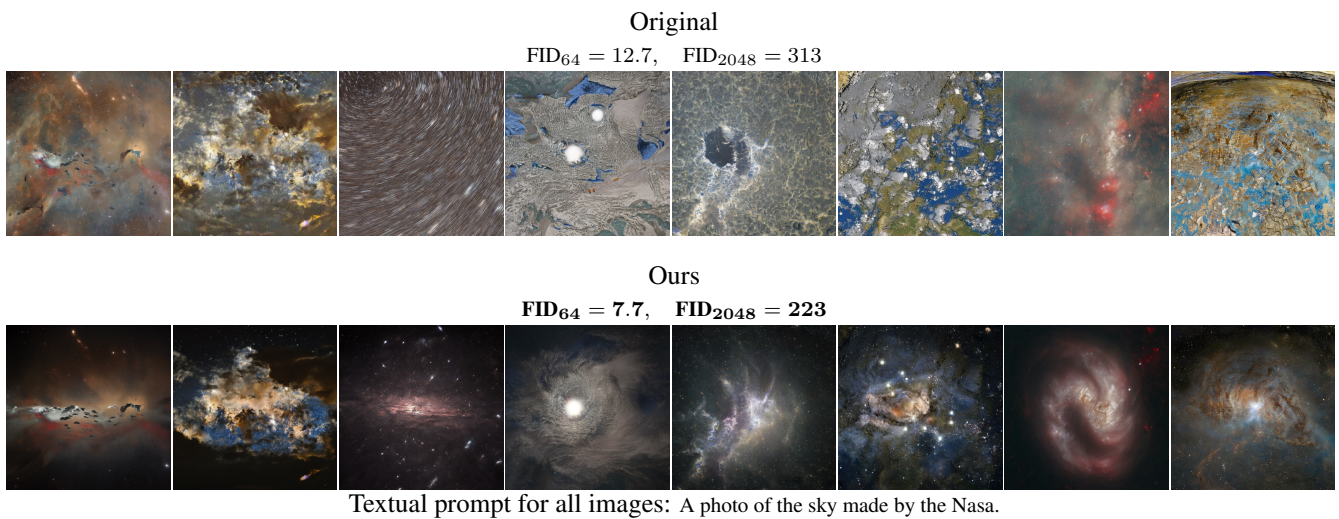 Original
FID₆₄ = 12.7, FID₂₀₄₈ = 313
Ours
FID₆₄ = 7.7, FID₂₀₄₈ = 223
Textual prompt for all images: A photo of the sky made by the Nasa.